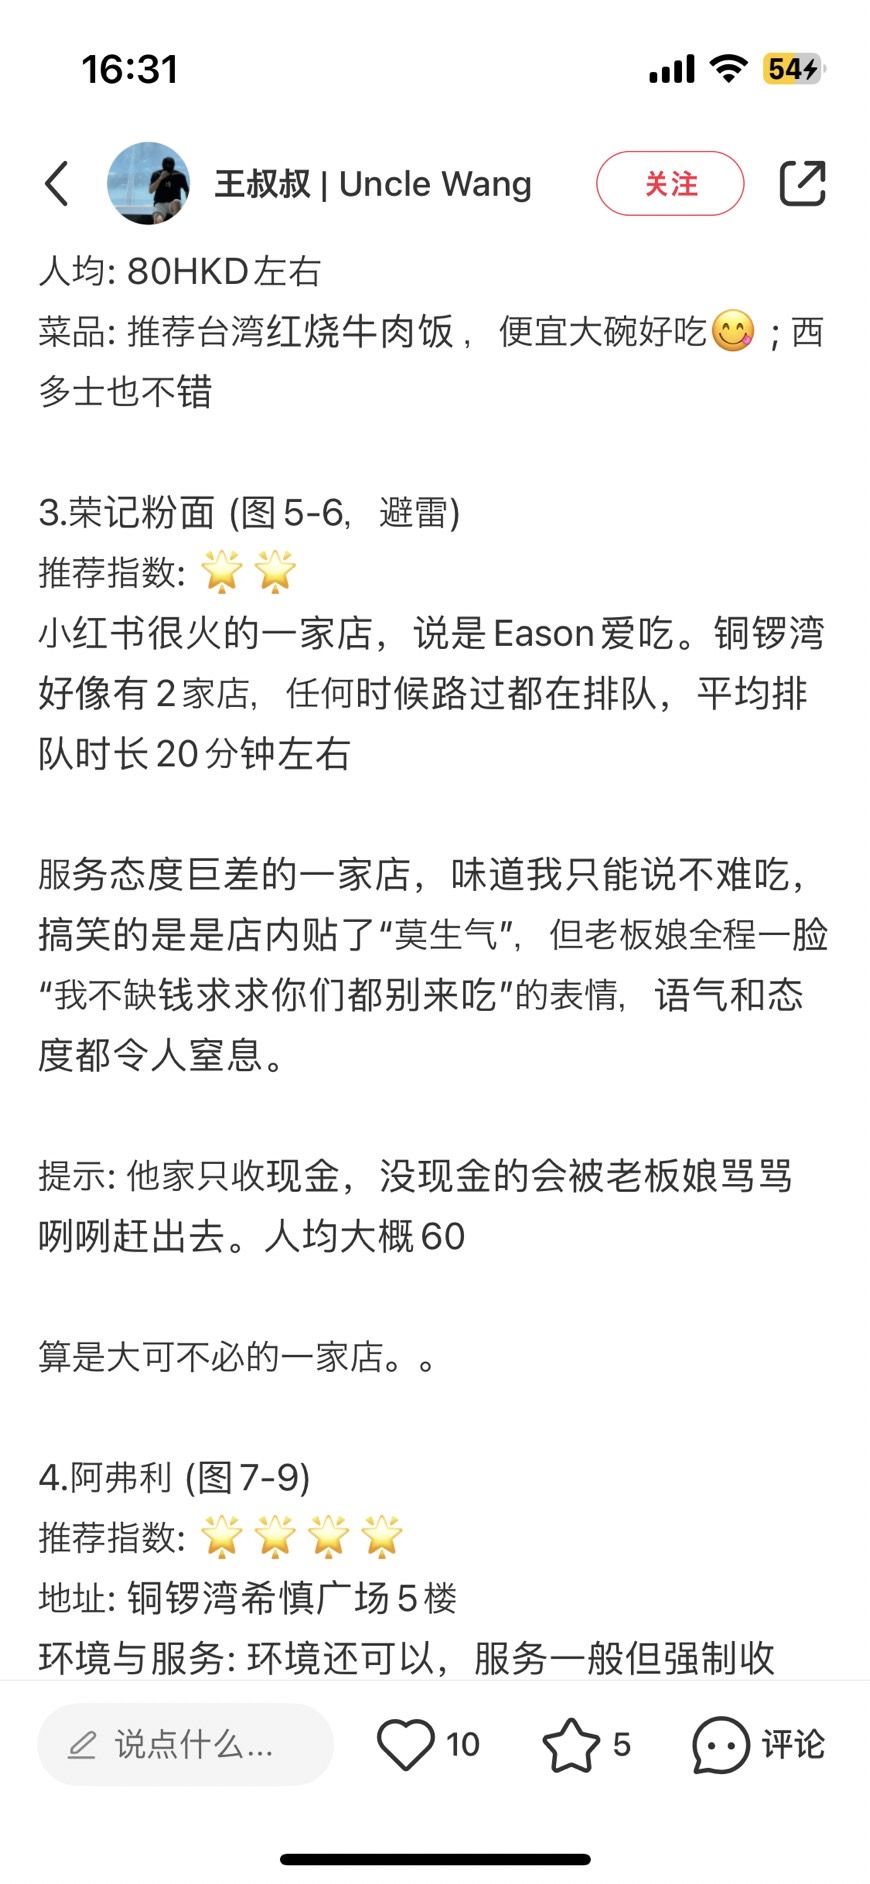 16:31
54
王叔叔 | Uncle Wang
关注
人均: 80HKD左右
菜品: 推荐台湾红烧牛肉饭，便宜大碗好吃😋；西
多士也不错
3.荣记粉面 (图5-6，避雷)
推荐指数: 🌟🌟
小红书很火的一家店，说是Eason爱吃。铜锣湾
好像有2家店，任何时候路过都在排队，平均排
队时长20分钟左右
服务态度巨差的一家店，味道我只能说不难吃，
搞笑的是是店内贴了“莫生气”，但老板娘全程一脸
“我不缺钱求求你们都别来吃”的表情，语气和态
度都令人窒息。
提示: 他家只收现金，没现金的会被老板娘骂骂
咧咧赶出去。人均大概60
算是大可不必的一家店。。
4.阿弗利 (图7-9)
推荐指数: 🌟🌟🌟🌟
地址: 铜锣湾希慎广场5楼
环境与服务: 环境还可以，服务一般但强制收
说点什么...
10
5
评论